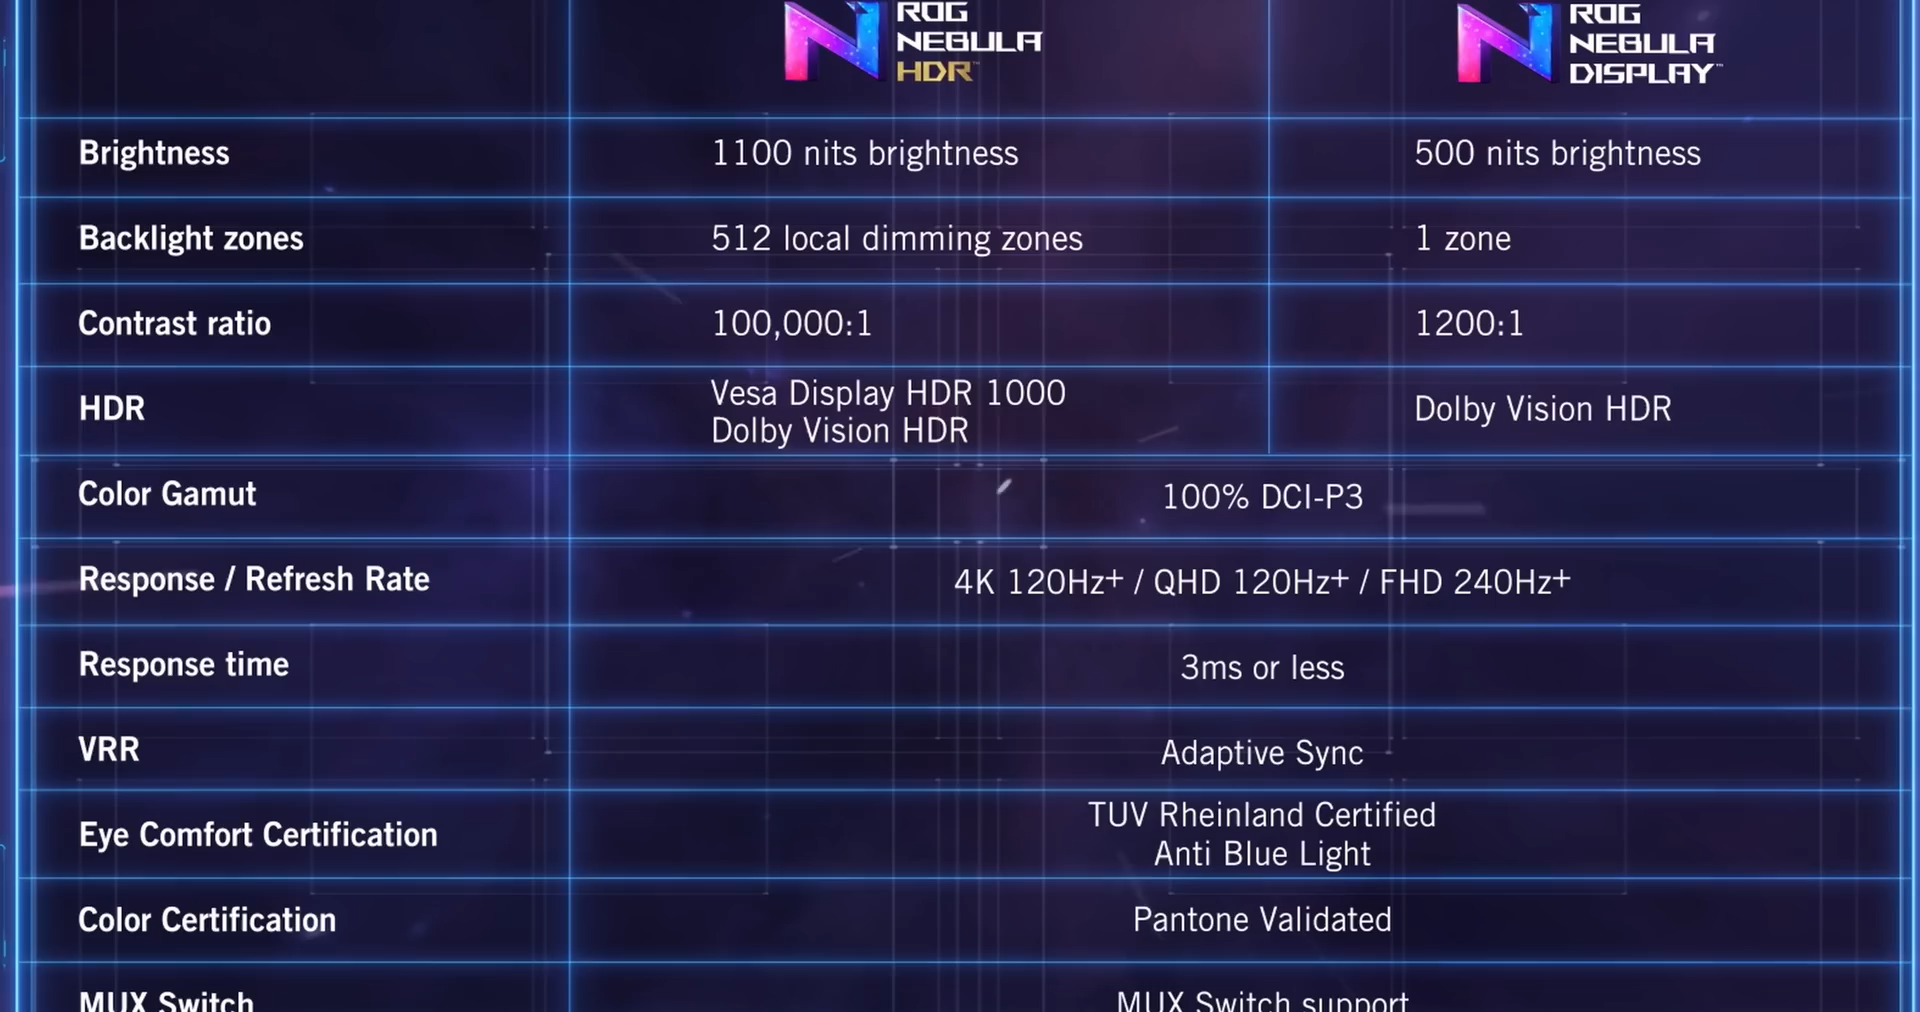 ROG
NEBULA
HDR™
ROG
NEBULA
DISPLAY™
Brightness 1100 nits brightness 500 nits brightness
Backlight zones 512 local dimming zones 1 zone
Contrast ratio 100,000:1 1200:1
HDR Vesa Display HDR 1000
Dolby Vision HDR Dolby Vision HDR
Color Gamut 100% DCI-P3
Response / Refresh Rate 4K 120Hz+ / QHD 120Hz+ / FHD 240Hz+
Response time 3ms or less
VRR Adaptive Sync
Eye Comfort Certification TUV Rheinland Certified
Anti Blue Light
Color Certification Pantone Validated
MUX Switch MUX Switch support